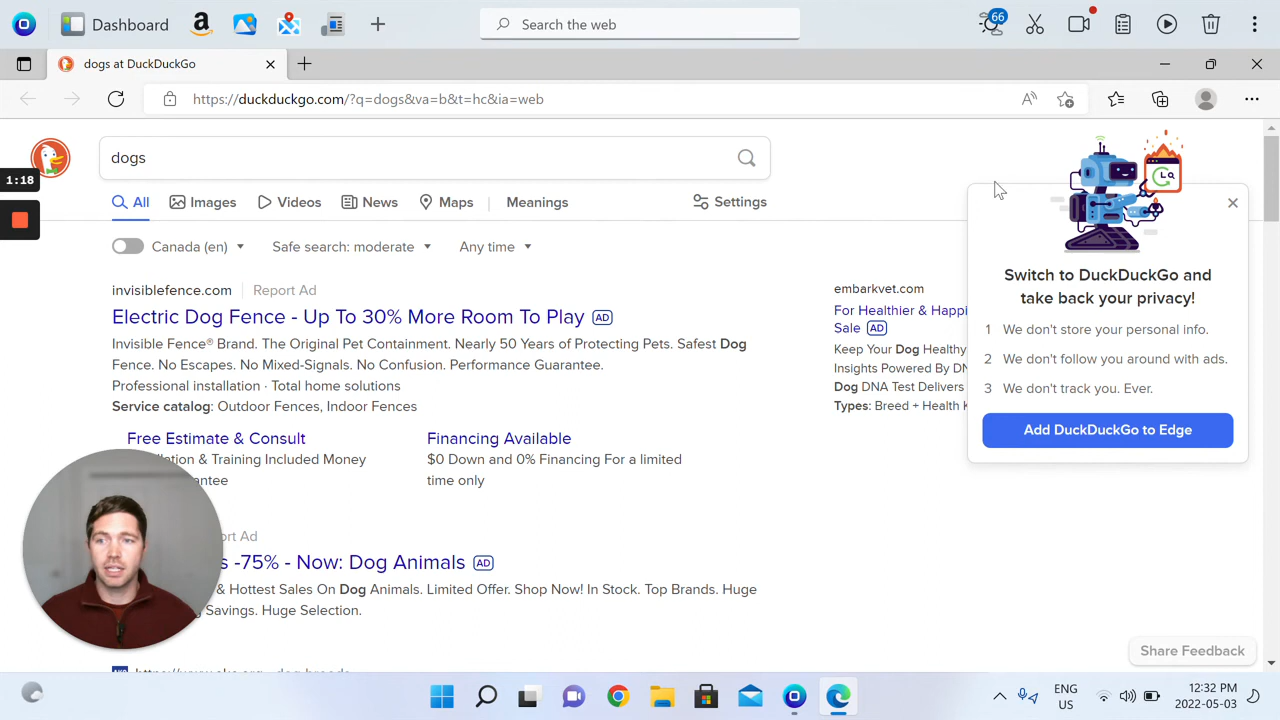 Dashboard
Search the web
66
dogs at DuckDuckGo
https://duckduckgo.com/?q=dogs&va=b&t=hc&ia=web
dogs
1:18
All
Images
Videos
News
Maps
Meanings
Settings
Canada (en)
Safe search: moderate
Any time
invisiblefence.com
Report Ad
Electric Dog Fence - Up To 30% More Room To Play AD
Invisible Fence® Brand. The Original Pet Containment. Nearly 50 Years of Protecting Pets. Safest Dog
Fence. No Escapes. No Mixed-Signals. No Confusion. Performance Guarantee.
Professional installation · Total home solutions
Service catalog: Outdoor Fences, Indoor Fences
Free Estimate & Consult
& Training Included Money
Financing Available
$0 Down and 0% Financing For a limited
time only
embarkvet.com
For Healthier & Happi
Sale AD
Keep Your Dog Healthy
Insights Powered By DN
Dog DNA Test Delivers
Types: Breed + Health K
Switch to DuckDuckGo and
take back your privacy!
1 We don't store your personal info.
2 We don't follow you around with ads.
3 We don't track you. Ever.
Add DuckDuckGo to Edge
Ad
-75% - Now: Dog Animals AD
& Hottest Sales On Dog Animals. Limited Offer. Shop Now! In Stock. Top Brands. Huge
Savings. Huge Selection.
Share Feedback
ENG
US
12:32 PM
2022-05-03